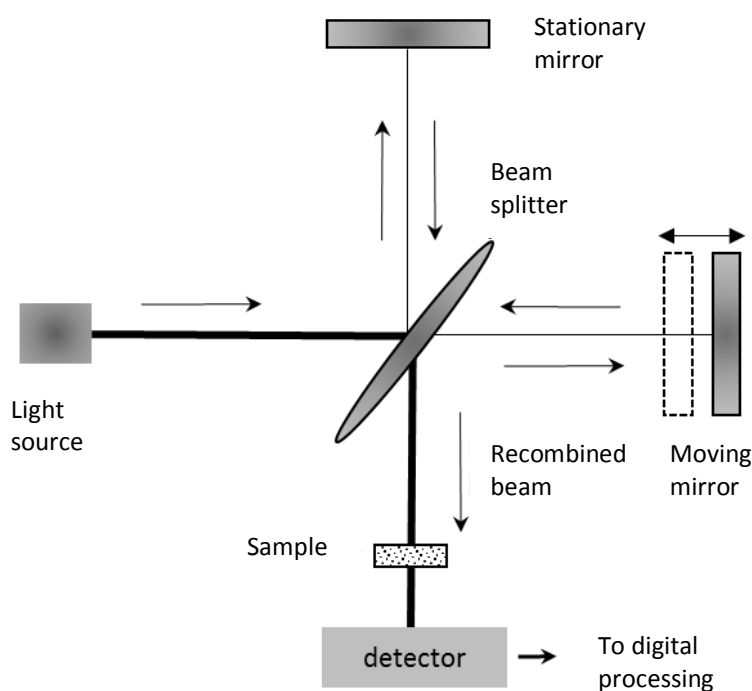 Stationary
mirror
Beam
splitter
Light
source
Recombined
beam
Moving
mirror
Sample
detector
To digital
processing